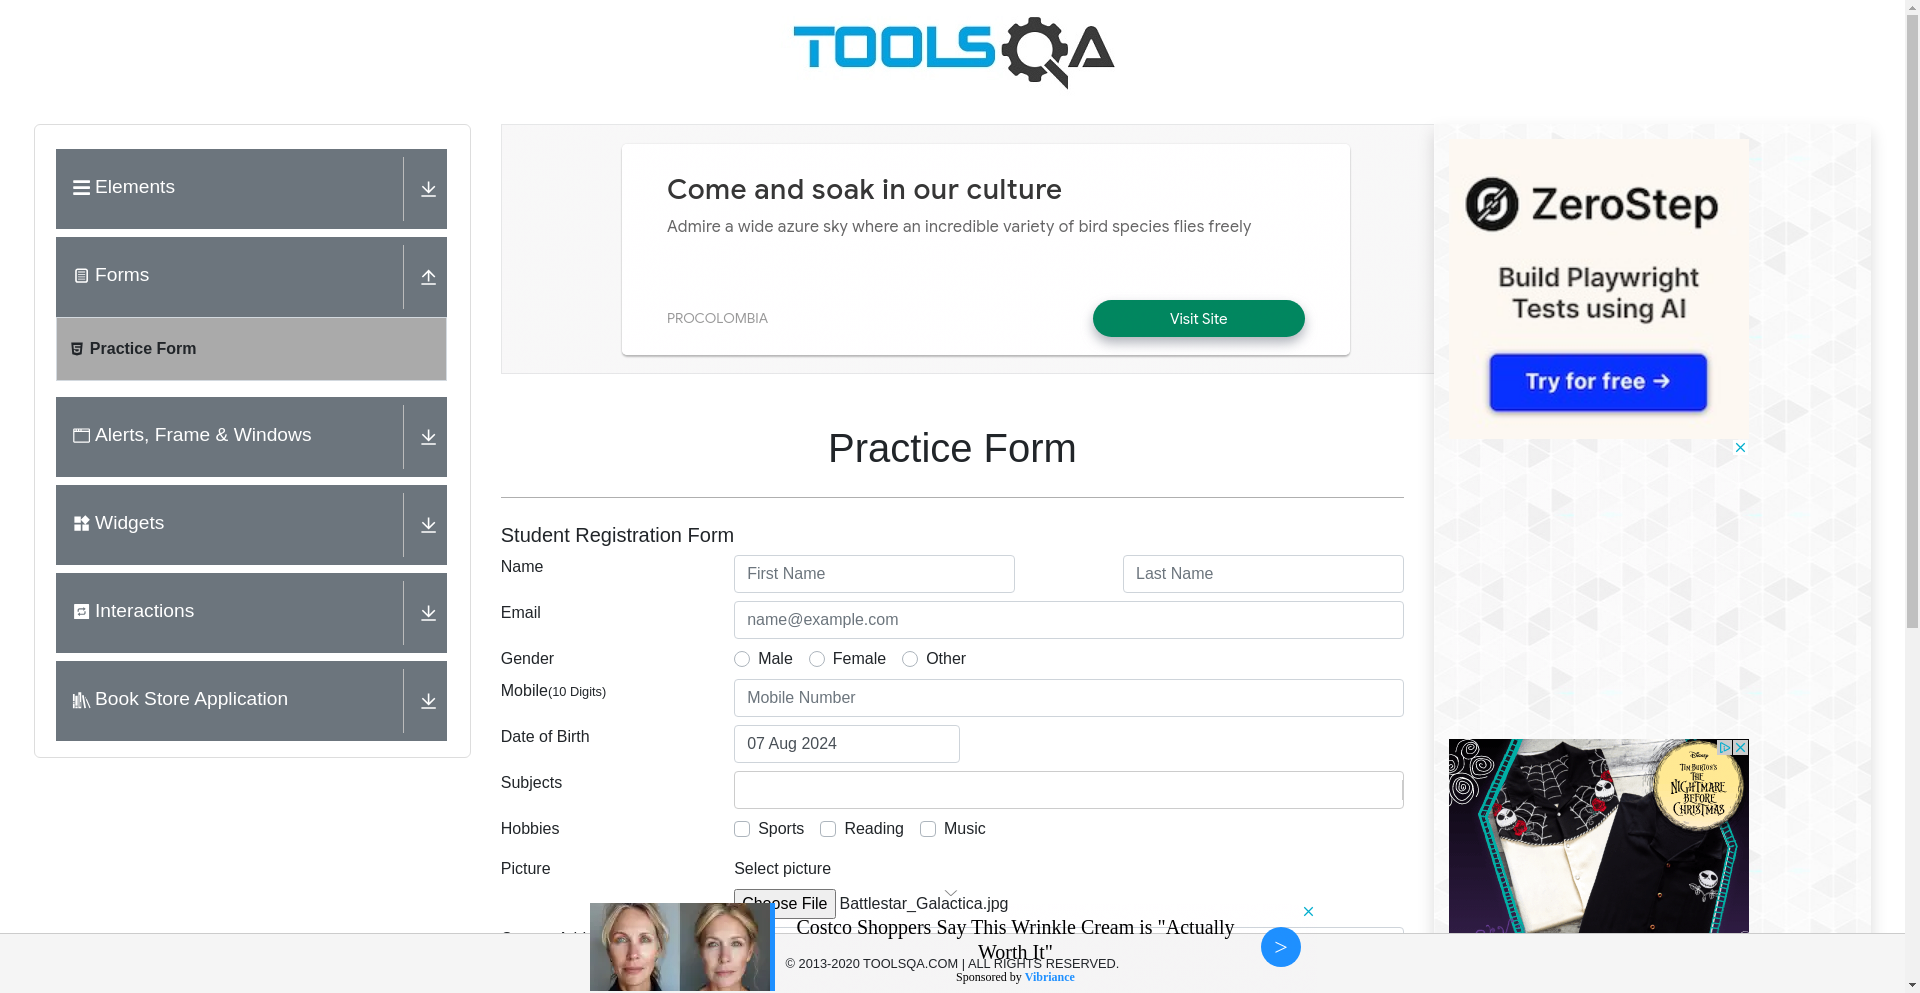 TOOLSQA
Elements
Forms
Practice Form
Alerts, Frame & Windows
Widgets
Interactions
Book Store Application
Come and soak in our culture
Admire a wide azure sky where an incredible variety of bird species flies freely
PROCOLOMBIA
Visit Site
Practice Form
Student Registration Form
Name
First Name
Last Name
Email
name@example.com
Gender
Male
Female
Other
Mobile(10 Digits)
Mobile Number
Date of Birth
07 Aug 2024
Subjects
Hobbies
Sports
Reading
Music
Picture
Select picture
Choose File
Battlestar_Galactica.jpg
Costco Shoppers Say This Wrinkle Cream is "Actually
Worth It"
Sponsored by Vibriance
>
© 2013-2020 TOOLSQA.COM | ALL RIGHTS RESERVED.
ZeroStep
Build Playwright
Tests using AI
Try for free →
Disney
TIM BURTON'S
THE
NIGHTMARE
BEFORE
CHRISTMAS